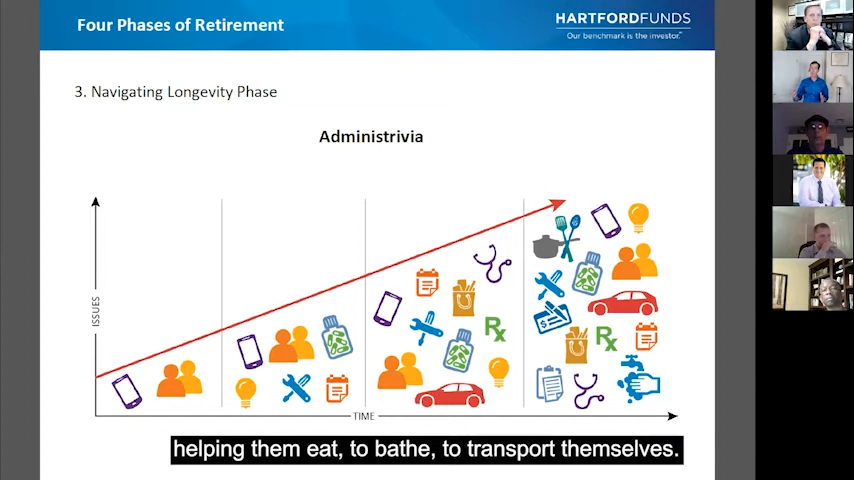 Four Phases of Retirement
HARTFORDFUNDS
Our benchmark is the investor.℠
3. Navigating Longevity Phase
Administrivia
ISSUES
Rx
Rx
TIME
helping them eat, to bathe, to transport themselves.